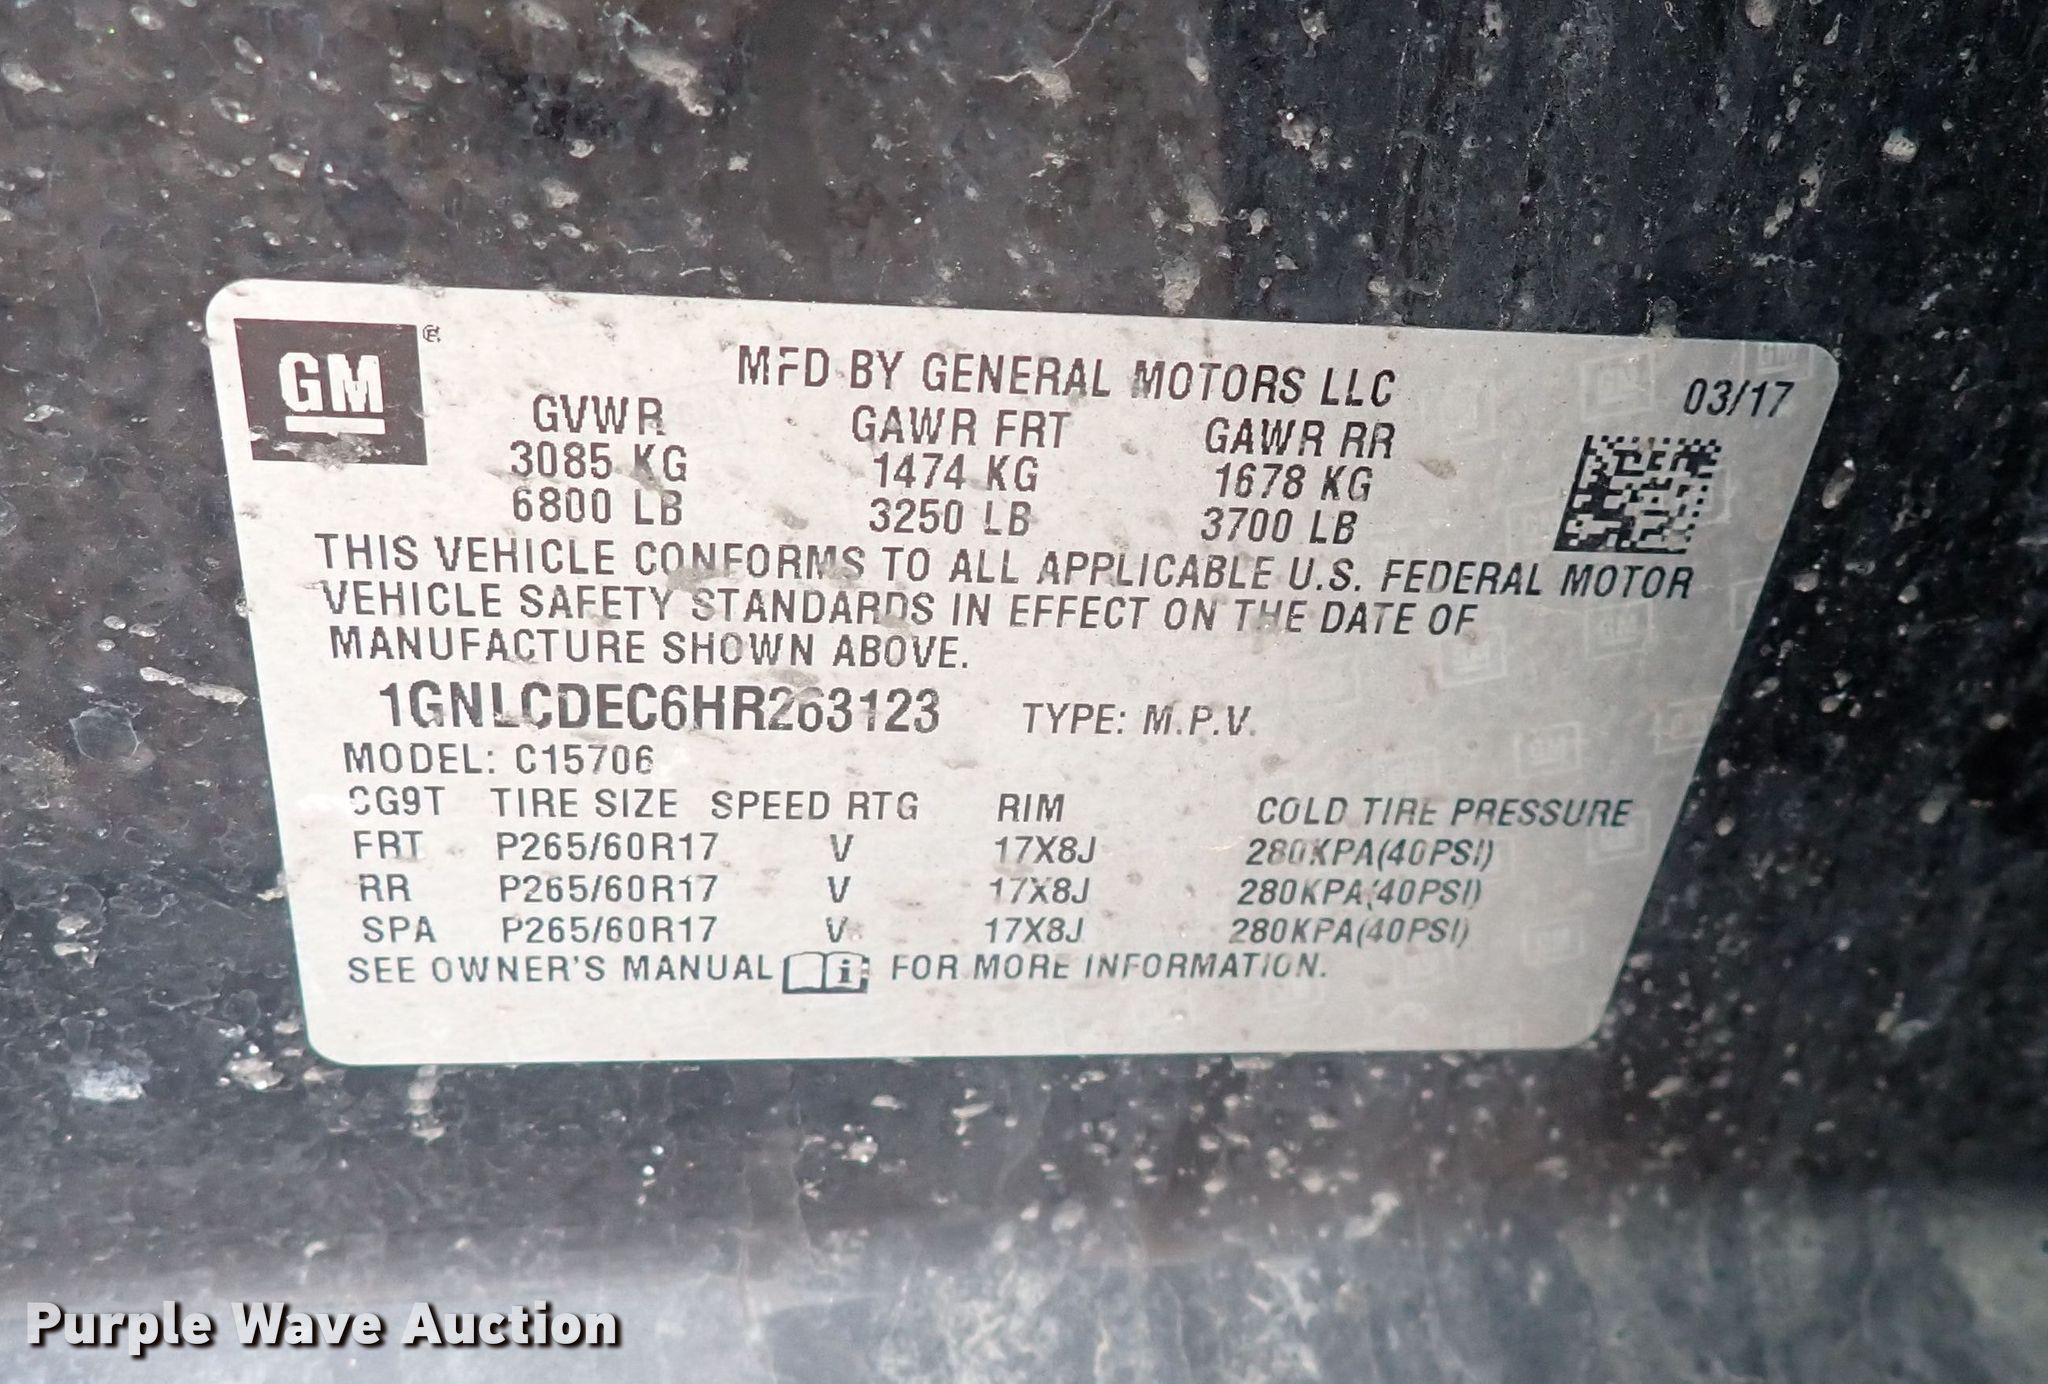 GM ®
MFD BY GENERAL MOTORS LLC
03/17
GVWR GAWR FRT GAWR RR
3085 KG 1474 KG 1678 KG
6800 LB 3250 LB 3700 LB
THIS VEHICLE CONFORMS TO ALL APPLICABLE U.S. FEDERAL MOTOR
VEHICLE SAFETY STANDARDS IN EFFECT ON THE DATE OF
MANUFACTURE SHOWN ABOVE.
1GNLCDEC6HR263123 TYPE: M.P.V.
MODEL: C15706
CG9T TIRE SIZE SPEED RTG RIM COLD TIRE PRESSURE
FRT P265/60R17 V 17X8J 280KPA(40PSI)
RR P265/60R17 V 17X8J 280KPA(40PSI)
SPA P265/60R17 V 17X8J 280KPA(40PSI)
SEE OWNER'S MANUAL i FOR MORE INFORMATION.
Purple Wave Auction